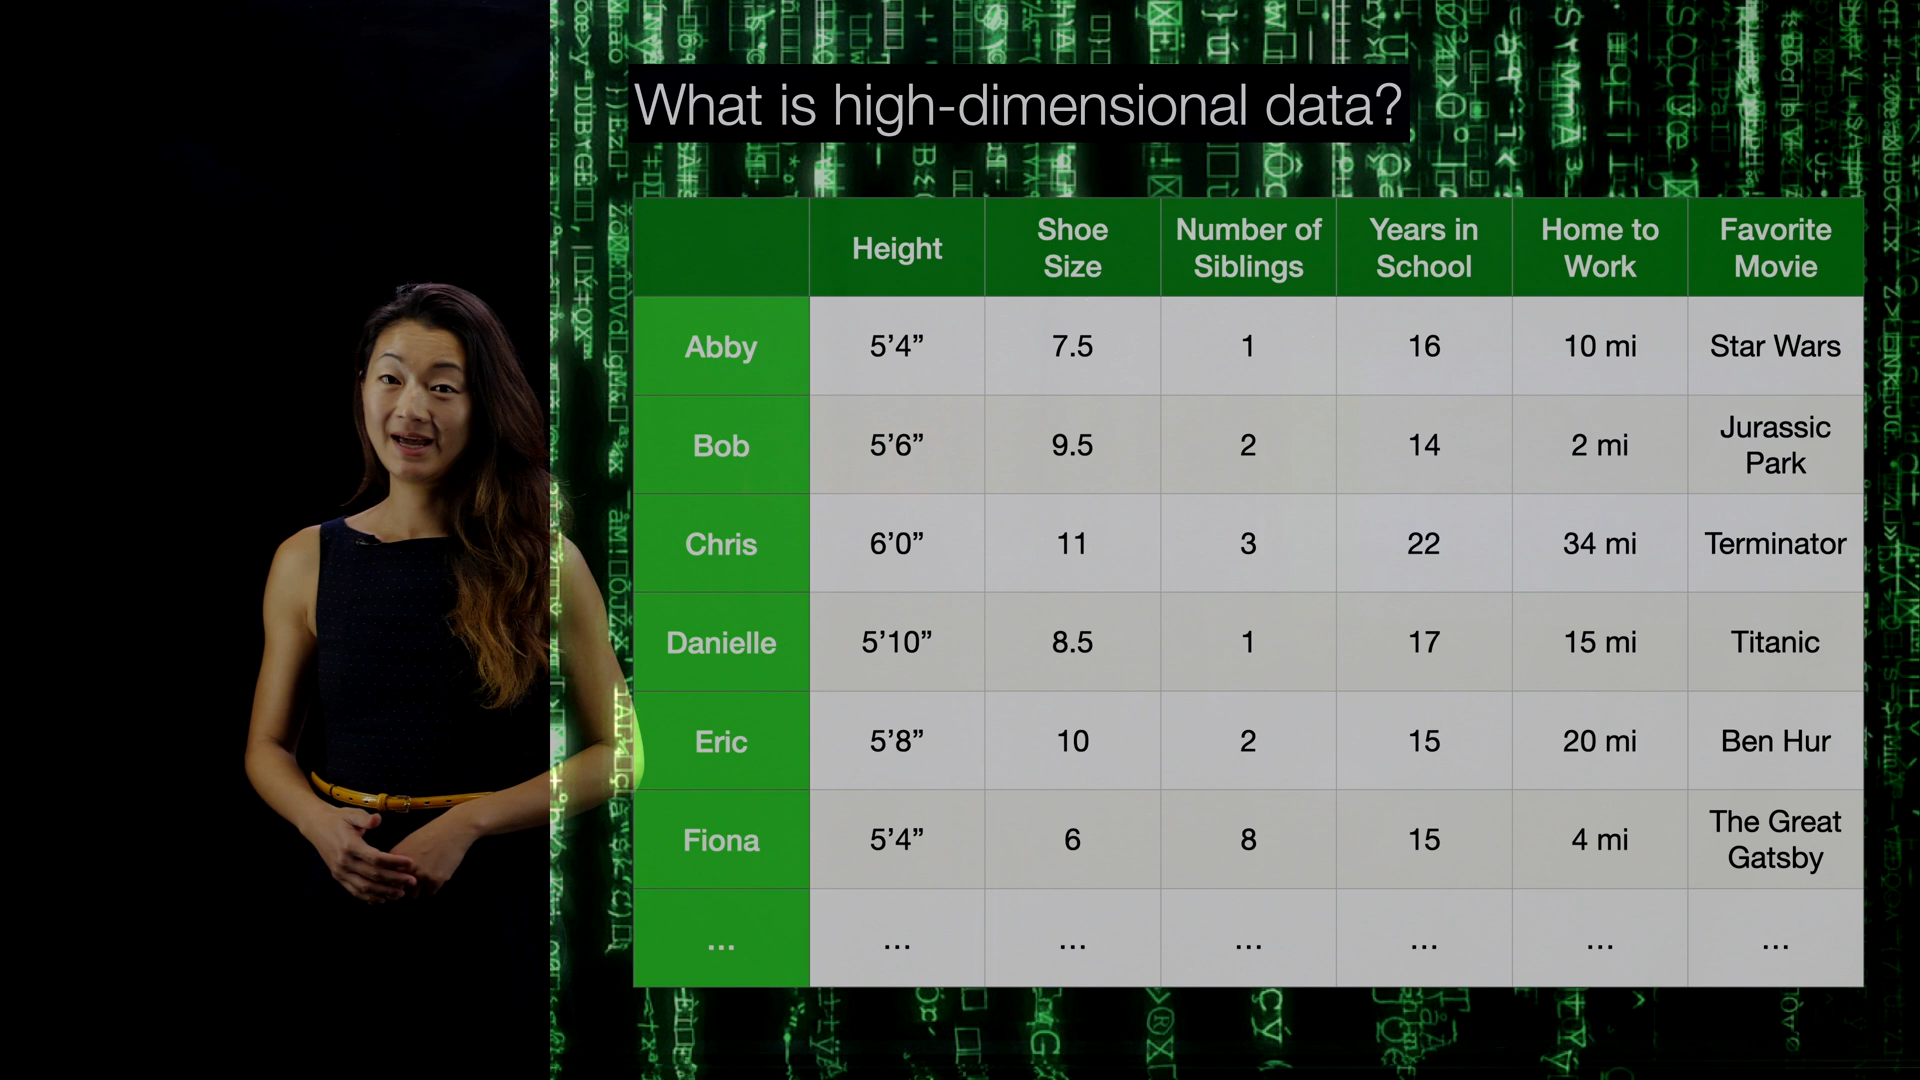 What is high-dimensional data?
Height
Shoe
Size
Number of
Siblings
Years in
School
Home to
Work
Favorite
Movie
Abby
5’4”
7.5
1
16
10 mi
Star Wars
Bob
5’6”
9.5
2
14
2 mi
Jurassic
Park
Chris
6’0”
11
3
22
34 mi
Terminator
Danielle
5’10”
8.5
1
17
15 mi
Titanic
Eric
5’8”
10
2
15
20 mi
Ben Hur
Fiona
5’4”
6
8
15
4 mi
The Great
Gatsby
... ... ... ... ... ... ...